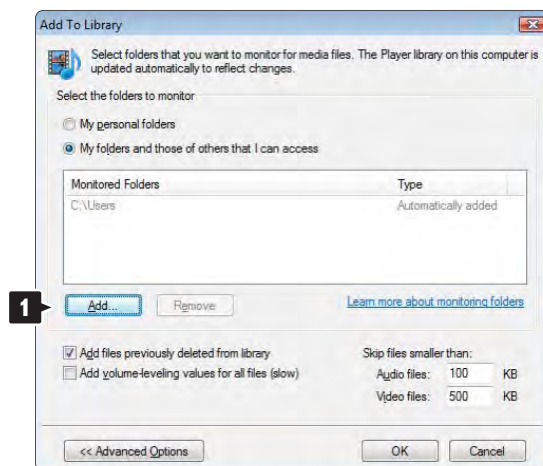 Add To Library
Select folders that you want to monitor for media files. The Player library on this computer is
updated automatically to reflect changes.
Select the folders to monitor
My personal folders
My folders and those of others that I can access
Monitored Folders Type
C:\Users Automatically added
1 Add... Remove Learn more about monitoring folders
Add files previously deleted from library Skip files smaller than:
Add volume-leveling values for all files (slow) Audio files: 100 KB
Video files: 500 KB
<< Advanced Options OK Cancel